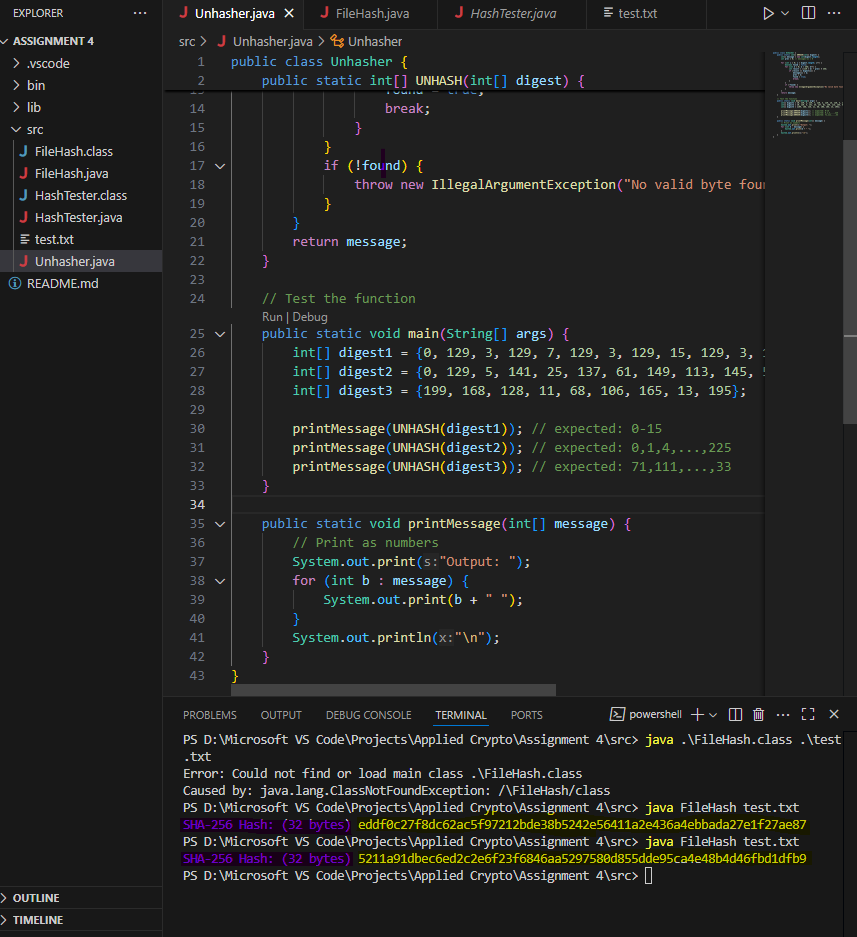 EXPLORER
···
Unhasher.java
FileHash.java
HashTester.java
test.txt
···
ASSIGNMENT 4
.vscode
bin
lib
src
FileHash.class
FileHash.java
HashTester.class
HashTester.java
test.txt
Unhasher.java
README.md
OUTLINE
TIMELINE
src > Unhasher.java > Unhasher
1 public class Unhasher {
2 public static int[] UNHASH(int[] digest) {
found = true;
14 break;
15 }
16 }
17 if (!found) {
18 throw new IllegalArgumentException("No valid byte foun
19 }
20 }
21 return message;
22 }
23
24 // Test the function
Run | Debug
25 public static void main(String[] args) {
26 int[] digest1 = {0, 129, 3, 129, 7, 129, 3, 129, 15, 129, 3,
27 int[] digest2 = {0, 129, 5, 141, 25, 137, 61, 149, 113, 145,
28 int[] digest3 = {199, 168, 128, 11, 68, 106, 165, 13, 195};
29
30 printMessage(UNHASH(digest1)); // expected: 0-15
31 printMessage(UNHASH(digest2)); // expected: 0,1,4,...,225
32 printMessage(UNHASH(digest3)); // expected: 71,111,...,33
33 }
34
35 public static void printMessage(int[] message) {
36 // Print as numbers
37 System.out.print(s:"Output: ");
38 for (int b : message) {
39 System.out.print(b + " ");
40 }
41 System.out.println(x:"\n");
42 }
43 }
PROBLEMS
OUTPUT
DEBUG CONSOLE
TERMINAL
PORTS
powershell
···
PS D:\Microsoft VS Code\Projects\Applied Crypto\Assignment 4\src> java .\FileHash.class .\test
.txt
Error: Could not find or load main class .\FileHash.class
Caused by: java.lang.ClassNotFoundException: /\FileHash/class
PS D:\Microsoft VS Code\Projects\Applied Crypto\Assignment 4\src> java FileHash test.txt
SHA-256 Hash: (32 bytes) eddf0c27f8dc62ac5f97212bde38b5242e56411a2e436a4ebbada27e1f27ae87
PS D:\Microsoft VS Code\Projects\Applied Crypto\Assignment 4\src> java FileHash test.txt
SHA-256 Hash: (32 bytes) 5211a91dbec6ed2c2e6f23f6846aa5297580d855dde95ca4e48b4d46fbd1dfb9
PS D:\Microsoft VS Code\Projects\Applied Crypto\Assignment 4\src>